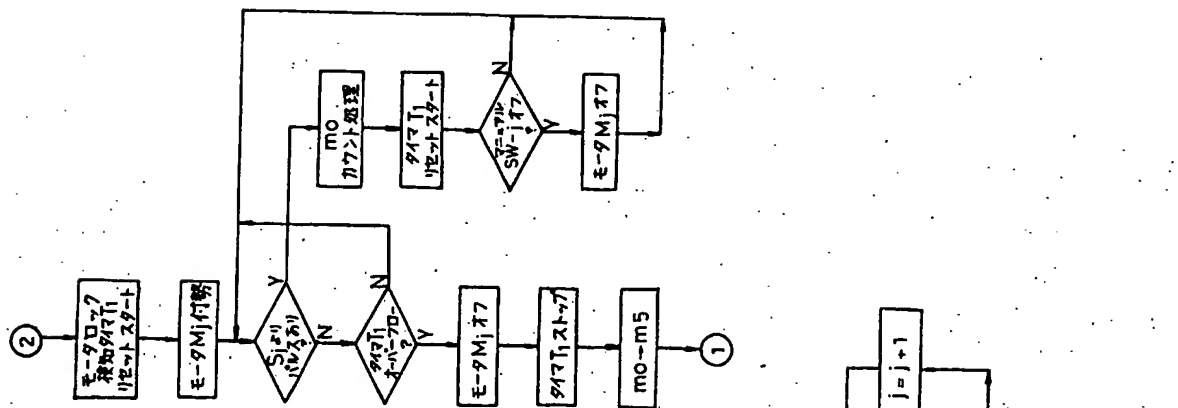 ②
モータロック
検知タイマT1
リセットスタート
モータMj付勢
Sjより
パルスあり
?
Y
N
タイマT1
オーバーフロー
?
N
Y
モータMjオフ
タイマT1ストップ
mo→m5
①
mo
カウント処理
タイマT1
リセットスタート
マニュアル
SW-jオフ
?
N
Y
モータMjオフ
j=j+1